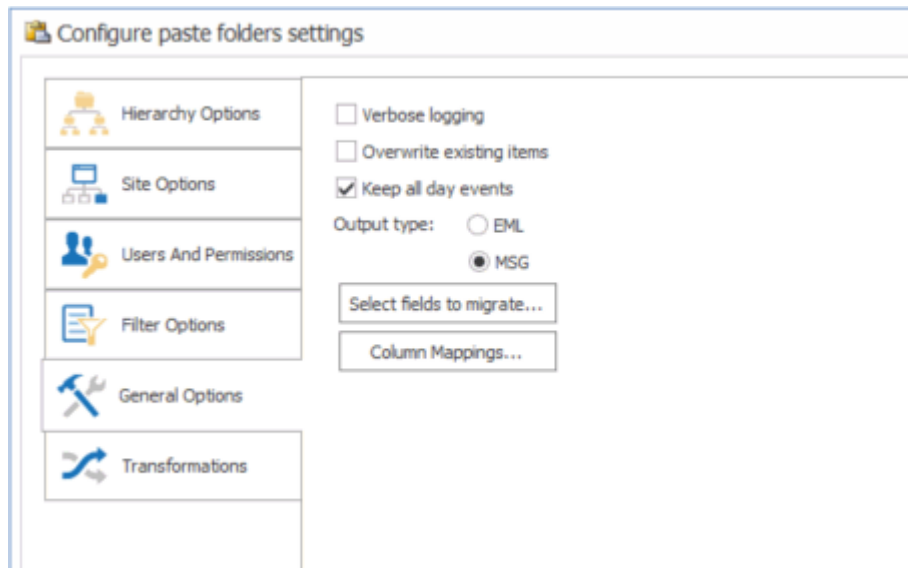 Configure paste folders settings
Hierarchy Options
Site Options
Users And Permissions
Filter Options
General Options
Transformations
Verbose logging
Overwrite existing items
Keep all day events
Output type: EML
MSG
Select fields to migrate...
Column Mappings...